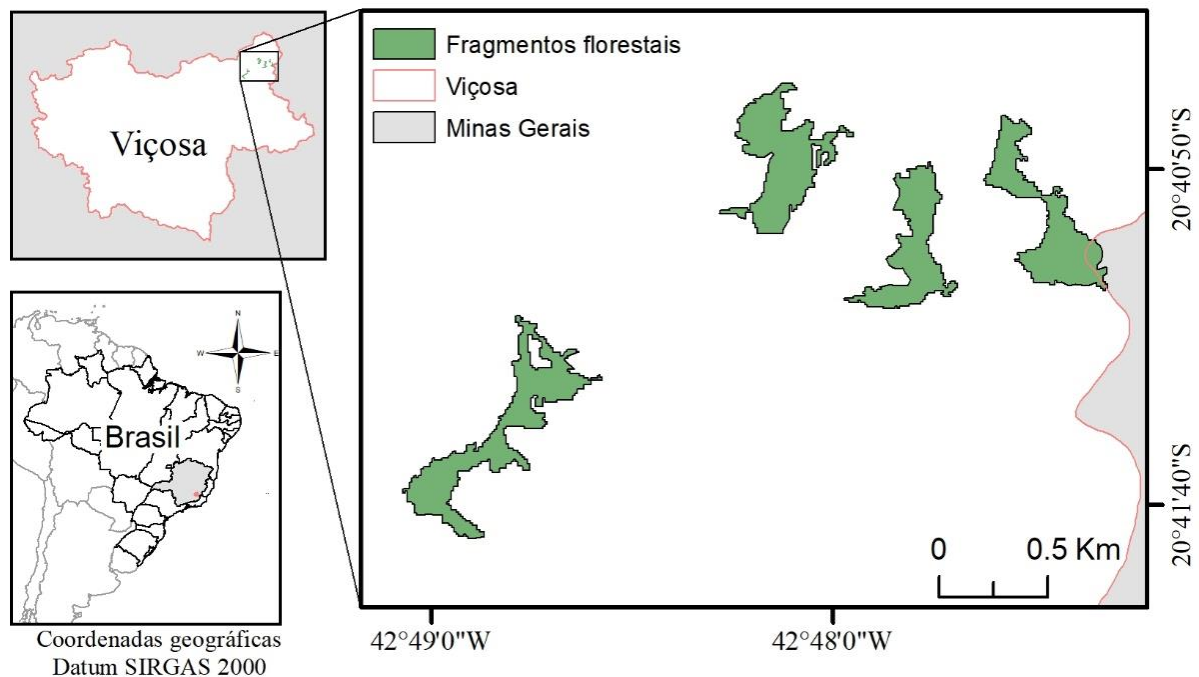 Viçosa
Fragmentos florestais
Viçosa
Minas Gerais
20°40'50"S
20°41'40"S
0 0.5 Km
42°49'0"W 42°48'0"W
N
W E
S
Brasil
Coordenadas geográficas
Datum SIRGAS 2000